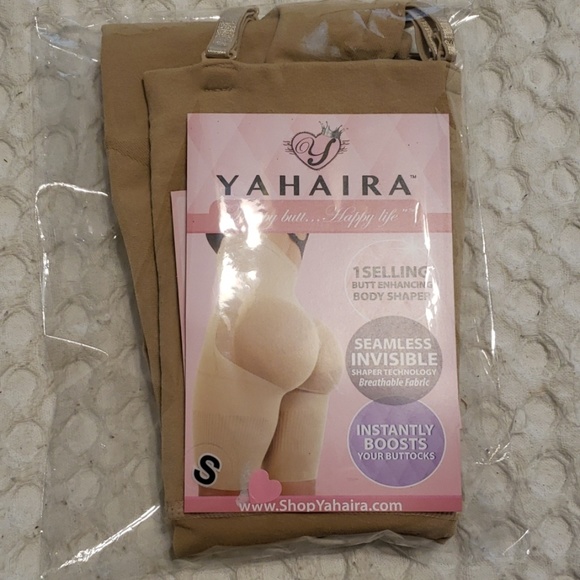 Y
YAHAIRA™
Happy butt...Happy life™
1 SELLING
BUTT ENHANCING
BODY SHAPER
SEAMLESS
INVISIBLE
SHAPER TECHNOLOGY
Breathable Fabric
INSTANTLY
BOOSTS
YOUR BUTTOCKS
S
www.ShopYahaira.com